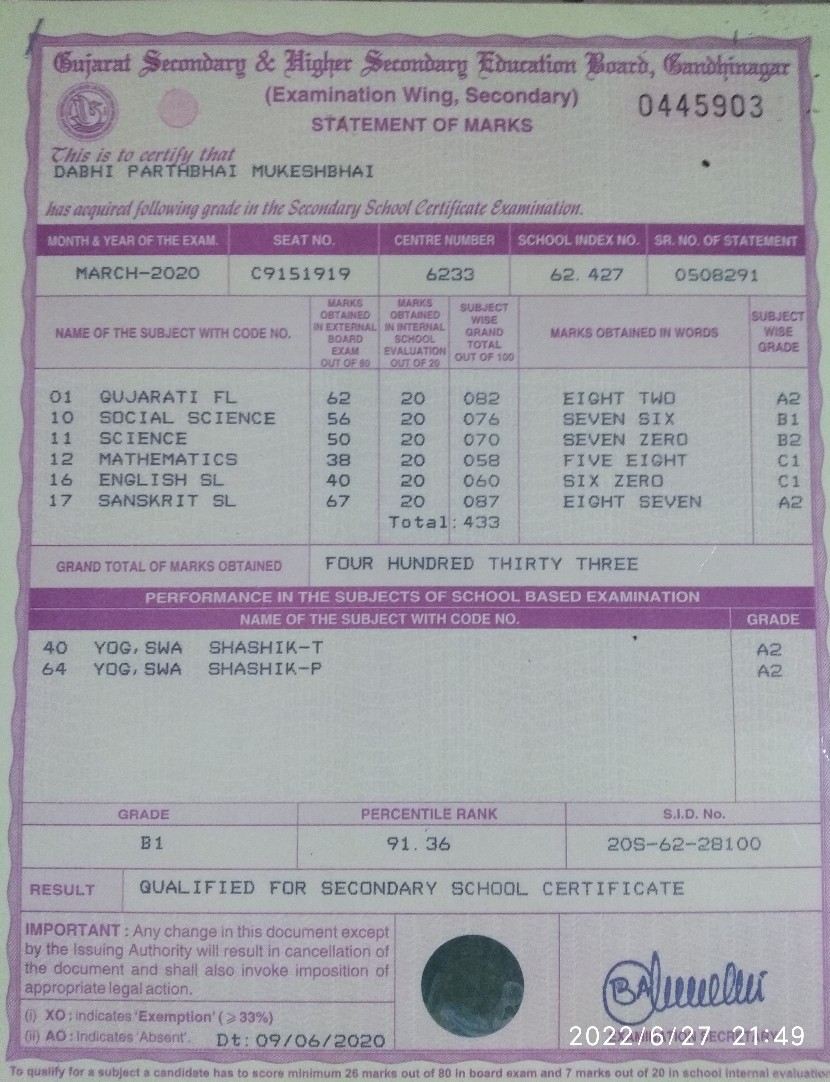 Gujarat Secondary & Higher Secondary Education Board, Gandhinagar
(Examination Wing, Secondary)
0445903
STATEMENT OF MARKS
This is to certify that
DABHI PARTHBHAI MUKESHBHAI
has acquired following grade in the Secondary School Certificate Examination.
MONTH & YEAR OF THE EXAM. SEAT NO. CENTRE NUMBER SCHOOL INDEX NO. SR. NO. OF STATEMENT
MARCH-2020 C9151919 6233 62. 427 0508291
NAME OF THE SUBJECT WITH CODE NO. MARKS OBTAINED IN EXTERNAL BOARD EXAM OUT OF 80 MARKS OBTAINED IN INTERNAL SCHOOL EVALUATION OUT OF 20 SUBJECT WISE GRAND TOTAL OUT OF 100 MARKS OBTAINED IN WORDS SUBJECT WISE GRADE
01 GUJARATI FL 62 20 082 EIGHT TWO A2
10 SOCIAL SCIENCE 56 20 076 SEVEN SIX B1
11 SCIENCE 50 20 070 SEVEN ZERO B2
12 MATHEMATICS 38 20 058 FIVE EIGHT C1
16 ENGLISH SL 40 20 060 SIX ZERO C1
17 SANSKRIT SL 67 20 087 EIGHT SEVEN A2
Total: 433
GRAND TOTAL OF MARKS OBTAINED FOUR HUNDRED THIRTY THREE
PERFORMANCE IN THE SUBJECTS OF SCHOOL BASED EXAMINATION
NAME OF THE SUBJECT WITH CODE NO. GRADE
40 YOG,SWA SHASHIK-T A2
64 YOG,SWA SHASHIK-P A2
GRADE PERCENTILE RANK S.I.D. No.
B1 91. 36 20S-62-28100
RESULT QUALIFIED FOR SECONDARY SCHOOL CERTIFICATE
IMPORTANT : Any change in this document except
by the Issuing Authority will result in cancellation of
the document and shall also invoke imposition of
appropriate legal action.
(i) XO : indicates 'Exemption' (⩾ 33%)
(ii) AO : Indicates 'Absent'. Dt: 09/06/2020
EXAMINATION SECRETARY
2022/6/27 21:49
To qualify for a subject a candidate has to score minimum 26 marks out of 80 in board exam and 7 marks out of 20 in school internal evaluation